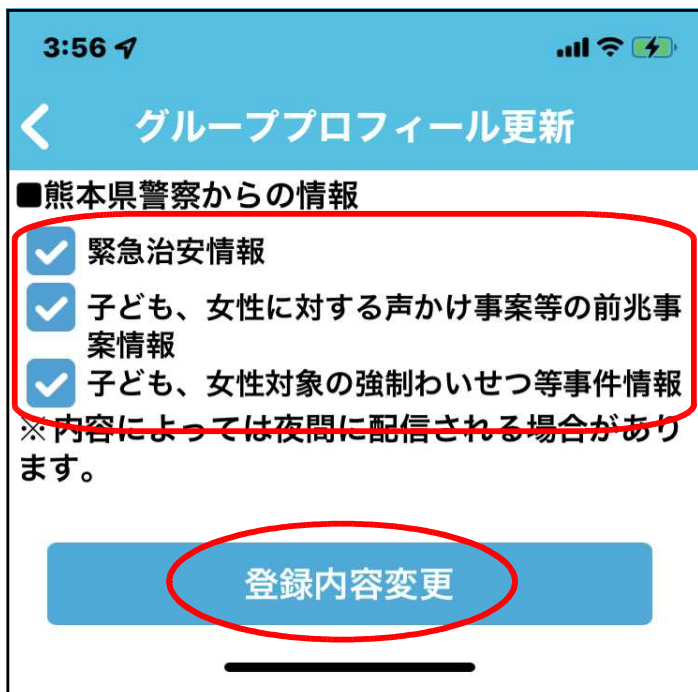 3:56
グループプロフィール更新
■熊本県警察からの情報
緊急治安情報
子ども、女性に対する声かけ事案等の前兆事
案情報
子ども、女性対象の強制わいせつ等事件情報
※内容によっては夜間に配信される場合があり
ます。
登録内容変更